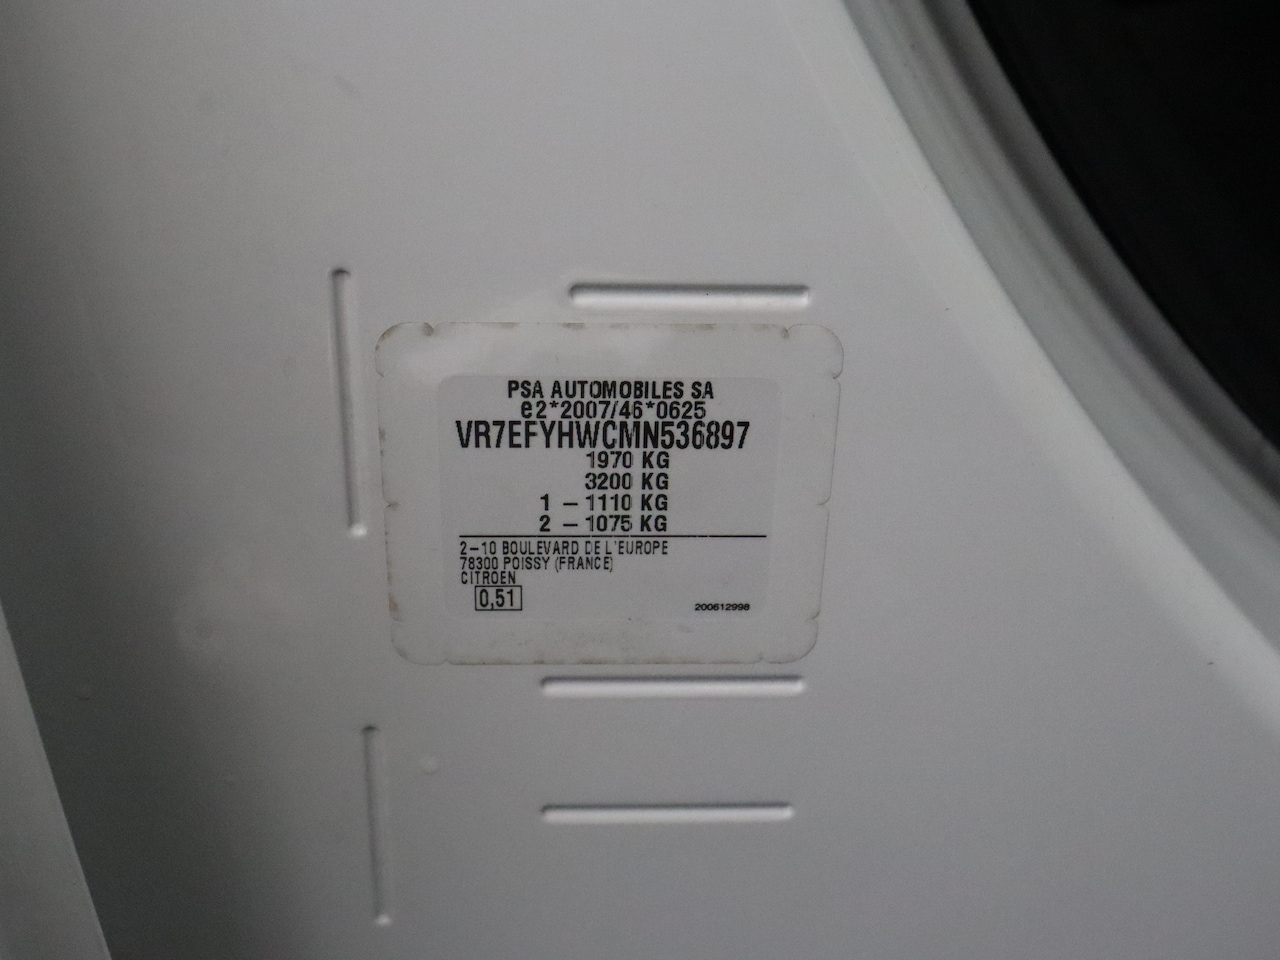 PSA AUTOMOBILES SA
e2*2007/46*0625
VR7EFYHWCMN536897
1970 KG
3200 KG
1 – 1110 KG
2 – 1075 KG
2–10 BOULEVARD DE L'EUROPE
78300 POISSY (FRANCE)
CITROEN
0,51
200612998